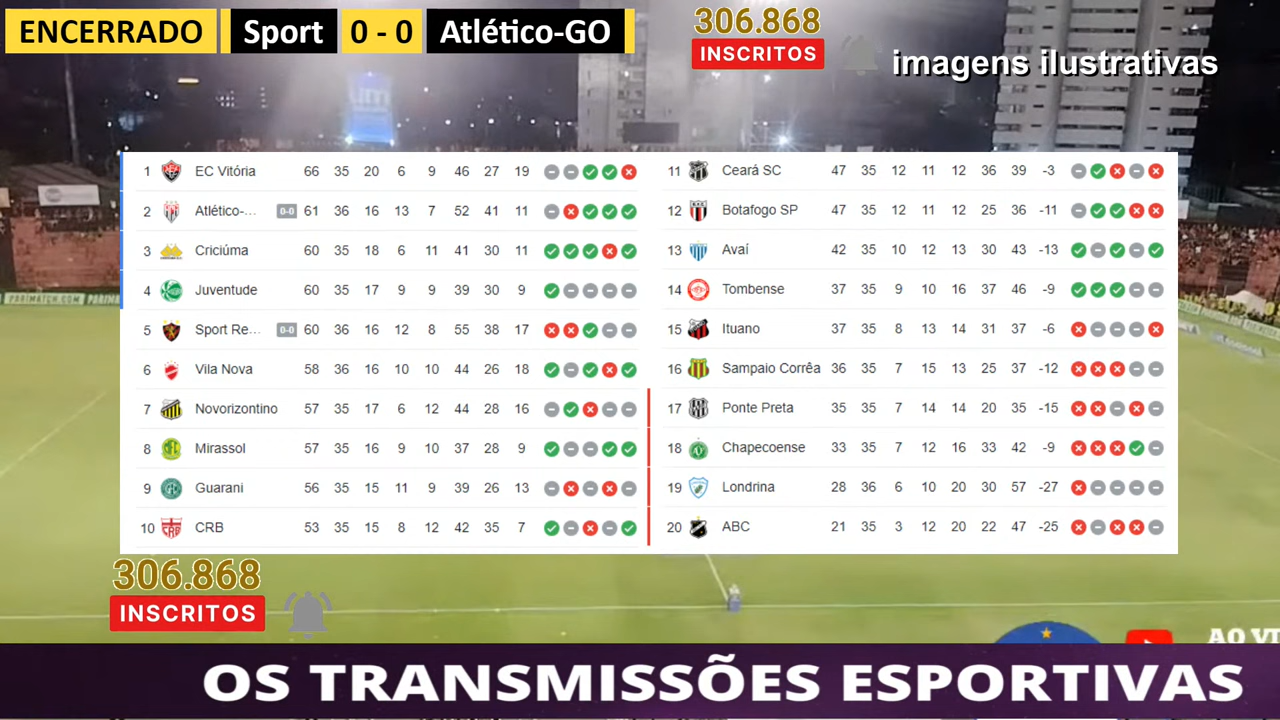 ENCERRADO Sport 0 - 0 Atlético-GO
306.868
INSCRITOS
imagens ilustrativas
1 EC Vitória 66 35 20 6 9 46 27 19
2 Atlético-... 0-0 61 36 16 13 7 52 41 11
3 Criciúma 60 35 18 6 11 41 30 11
4 Juventude 60 35 17 9 9 39 30 9
5 Sport Re... 0-0 60 36 16 12 8 55 38 17
6 Vila Nova 58 36 16 10 10 44 26 18
7 Novorizontino 57 35 17 6 12 44 28 16
8 Mirassol 57 35 16 9 10 37 28 9
9 Guarani 56 35 15 11 9 39 26 13
10 CRB 53 35 15 8 12 42 35 7
11 Ceará SC 47 35 12 11 12 36 39 -3
12 Botafogo SP 47 35 12 11 12 25 36 -11
13 Avaí 42 35 10 12 13 30 43 -13
14 Tombense 37 35 9 10 16 37 46 -9
15 Ituano 37 35 8 13 14 31 37 -6
16 Sampaio Corrêa 36 35 7 15 13 25 37 -12
17 Ponte Preta 35 35 7 14 14 20 35 -15
18 Chapecoense 33 35 7 12 16 33 42 -9
19 Londrina 28 36 6 10 20 30 57 -27
20 ABC 21 35 3 12 20 22 47 -25
PARIMATCH.COM
306.868
INSCRITOS
AO VI
OS TRANSMISSÕES ESPORTIVAS